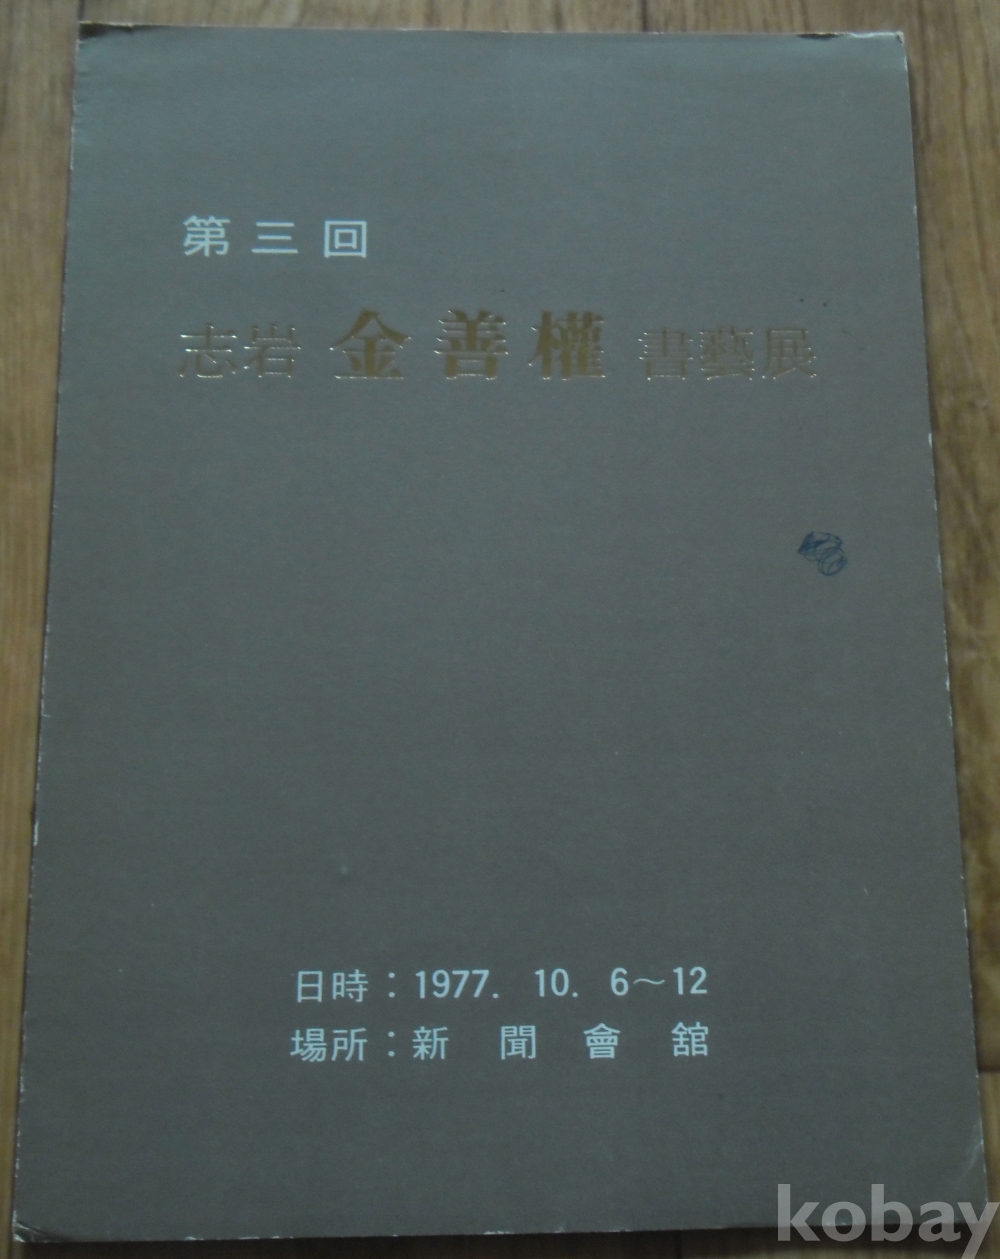 第三回
志岩 金善權 書藝展
日時 : 1977. 10. 6～12
場所 : 新聞會舘
kobay